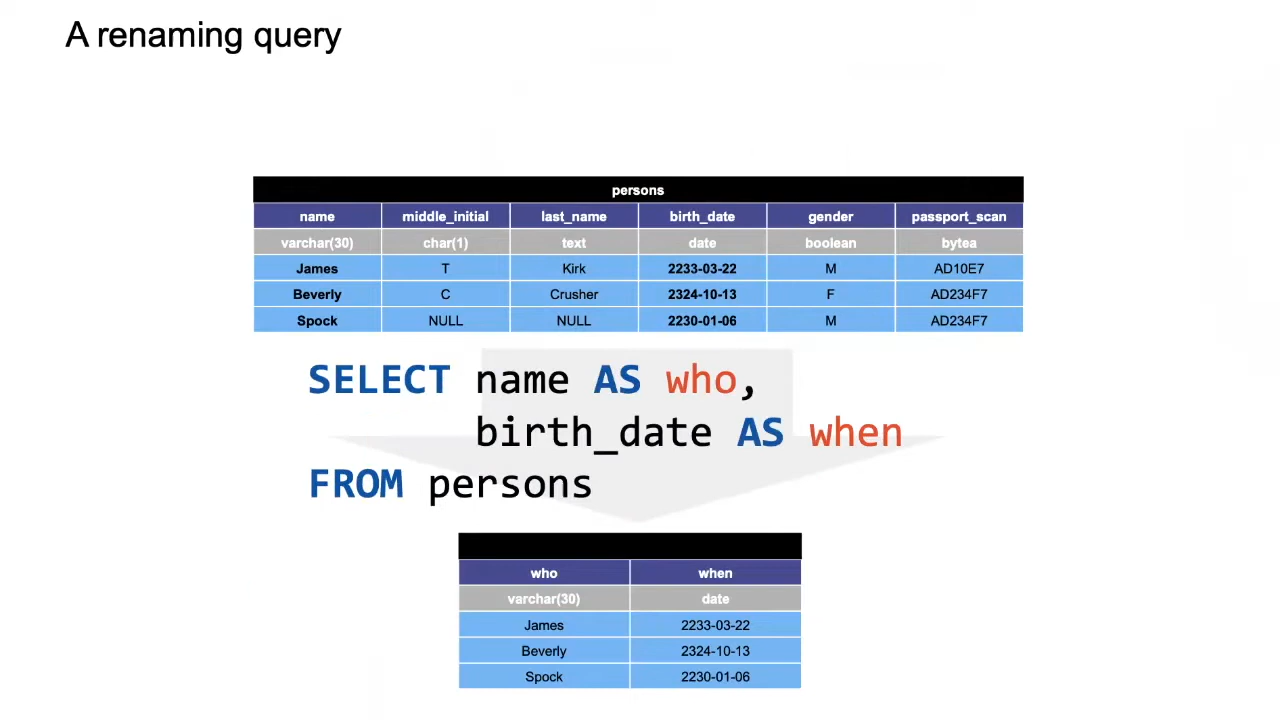 A renaming query
persons
name middle_initial last_name birth_date gender passport_scan
varchar(30) char(1) text date boolean bytea
James T Kirk 2233-03-22 M AD10E7
Beverly C Crusher 2324-10-13 F AD234F7
Spock NULL NULL 2230-01-06 M AD234F7
SELECT name AS who,
birth_date AS when
FROM persons
who when
varchar(30) date
James 2233-03-22
Beverly 2324-10-13
Spock 2230-01-06